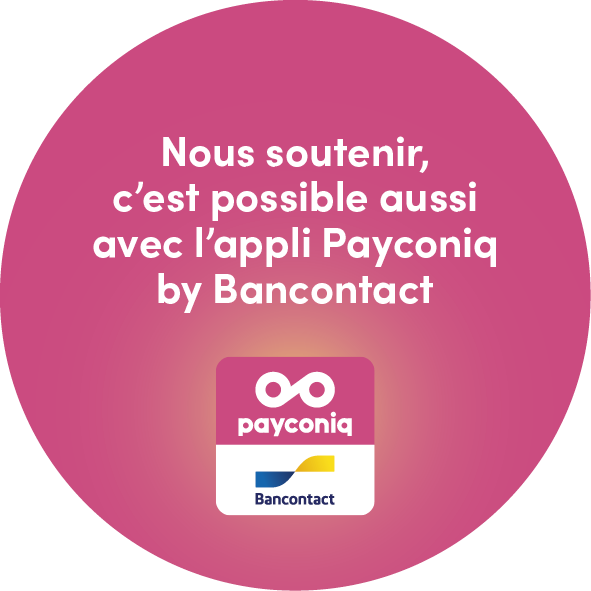 Nous soutenir,
c’est possible aussi
avec l’appli Payconiq
by Bancontact
payconiq
Bancontact